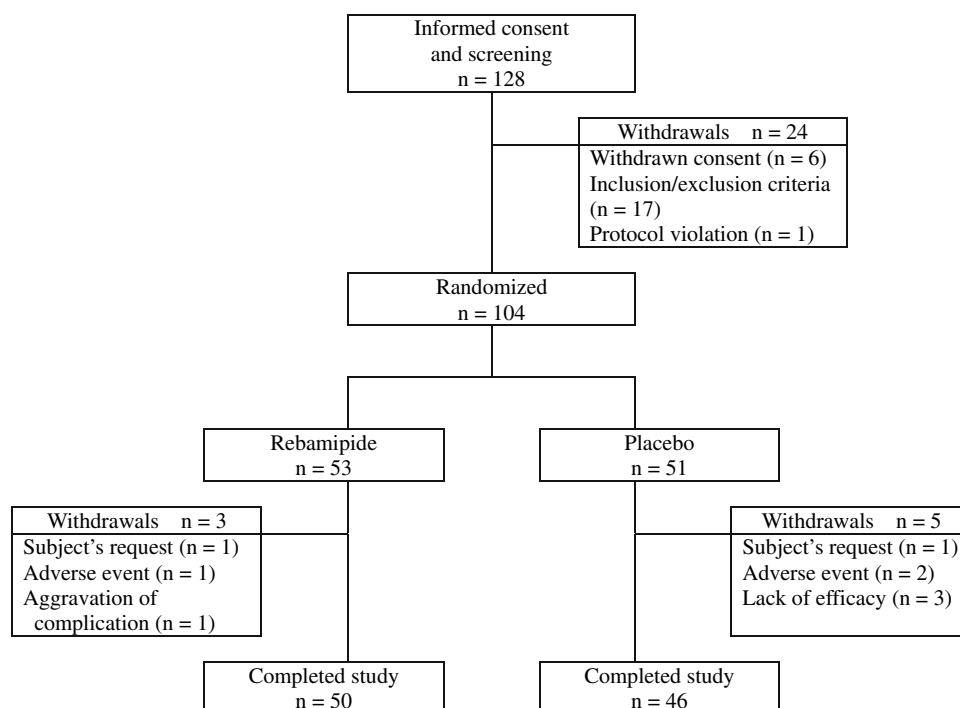 Informed consent
and screening
n = 128
Withdrawals n = 24
Withdrawn consent (n = 6)
Inclusion/exclusion criteria
(n = 17)
Protocol violation (n = 1)
Randomized
n = 104
Rebamipide
n = 53
Placebo
n = 51
Withdrawals n = 3
Subject's request (n = 1)
Adverse event (n = 1)
Aggravation of
complication (n = 1)
Withdrawals n = 5
Subject's request (n = 1)
Adverse event (n = 2)
Lack of efficacy (n = 3)
Completed study
n = 50
Completed study
n = 46